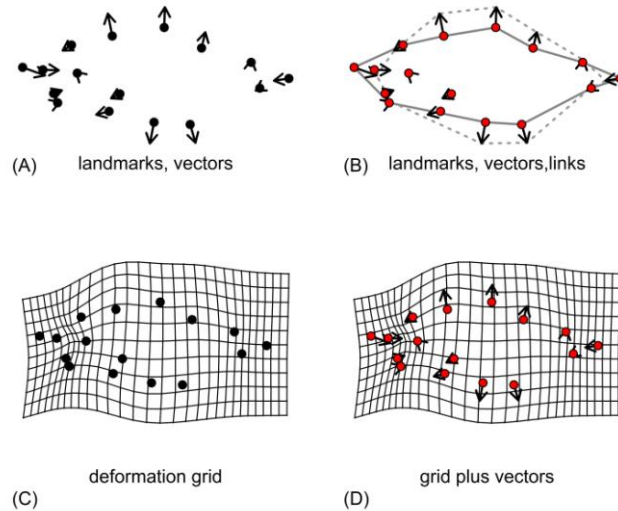 (A) landmarks, vectors
(B) landmarks, vectors,links
(C) deformation grid
(D) grid plus vectors